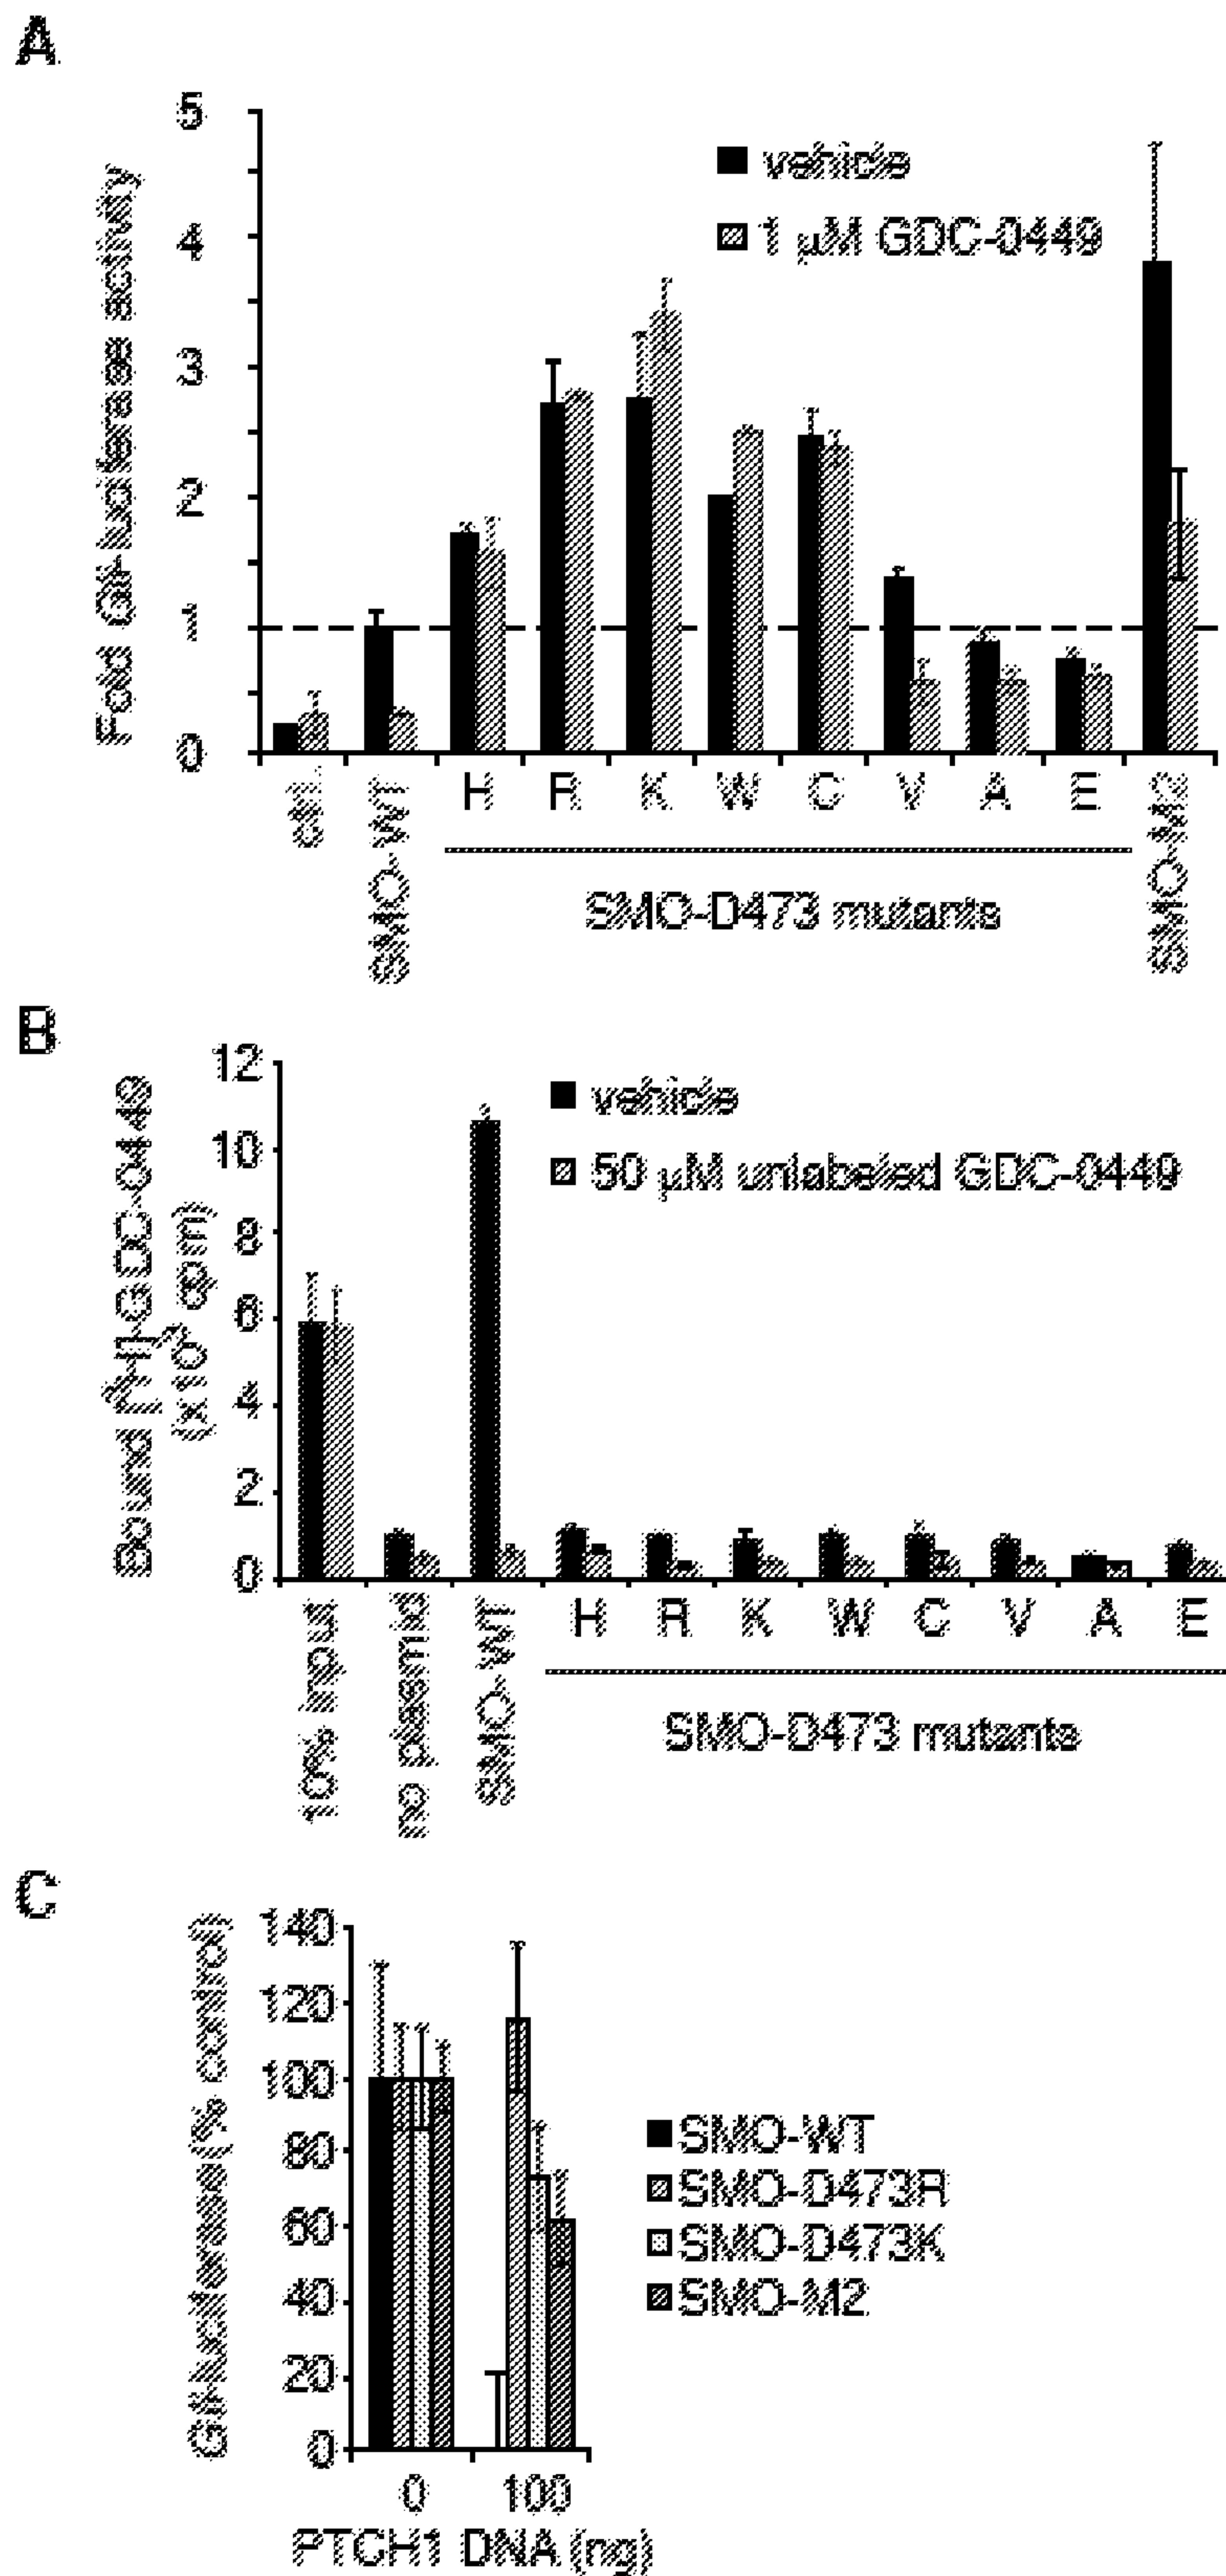 A
Fold Gli-luciferase activity
5
4
3
2
1
0
vehicle
1 µM GDC-0449
ctrl.
SMO-WT
H R K W C V A E
SMO-M2
SMO-D473 mutants
B
Bound [³H]-GDC-0449
(x10³ cpm)
12
10
8
6
4
2
0
vehicle
50 µM unlabeled GDC-0449
10% input
no plasmid
SMO-WT
H R K W C V A E
SMO-D473 mutants
C
Gli-luciferase (% control)
140
120
100
80
60
40
20
0
SMO-WT
SMO-D473R
SMO-D473K
SMO-M2
0 100
PTCH1 DNA (ng)